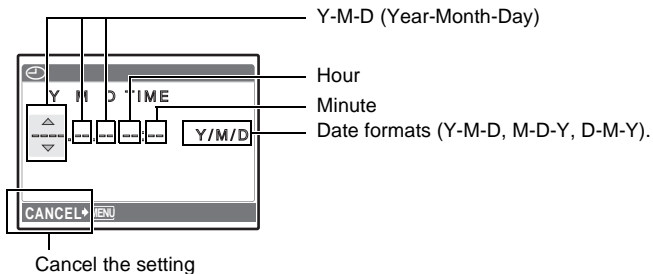 Y-M-D (Year-Month-Day)
Hour
Minute
Date formats (Y-M-D, M-D-Y, D-M-Y).
Y M D TIME
----.--.-- --:-- Y/M/D
CANCEL MENU
Cancel the setting